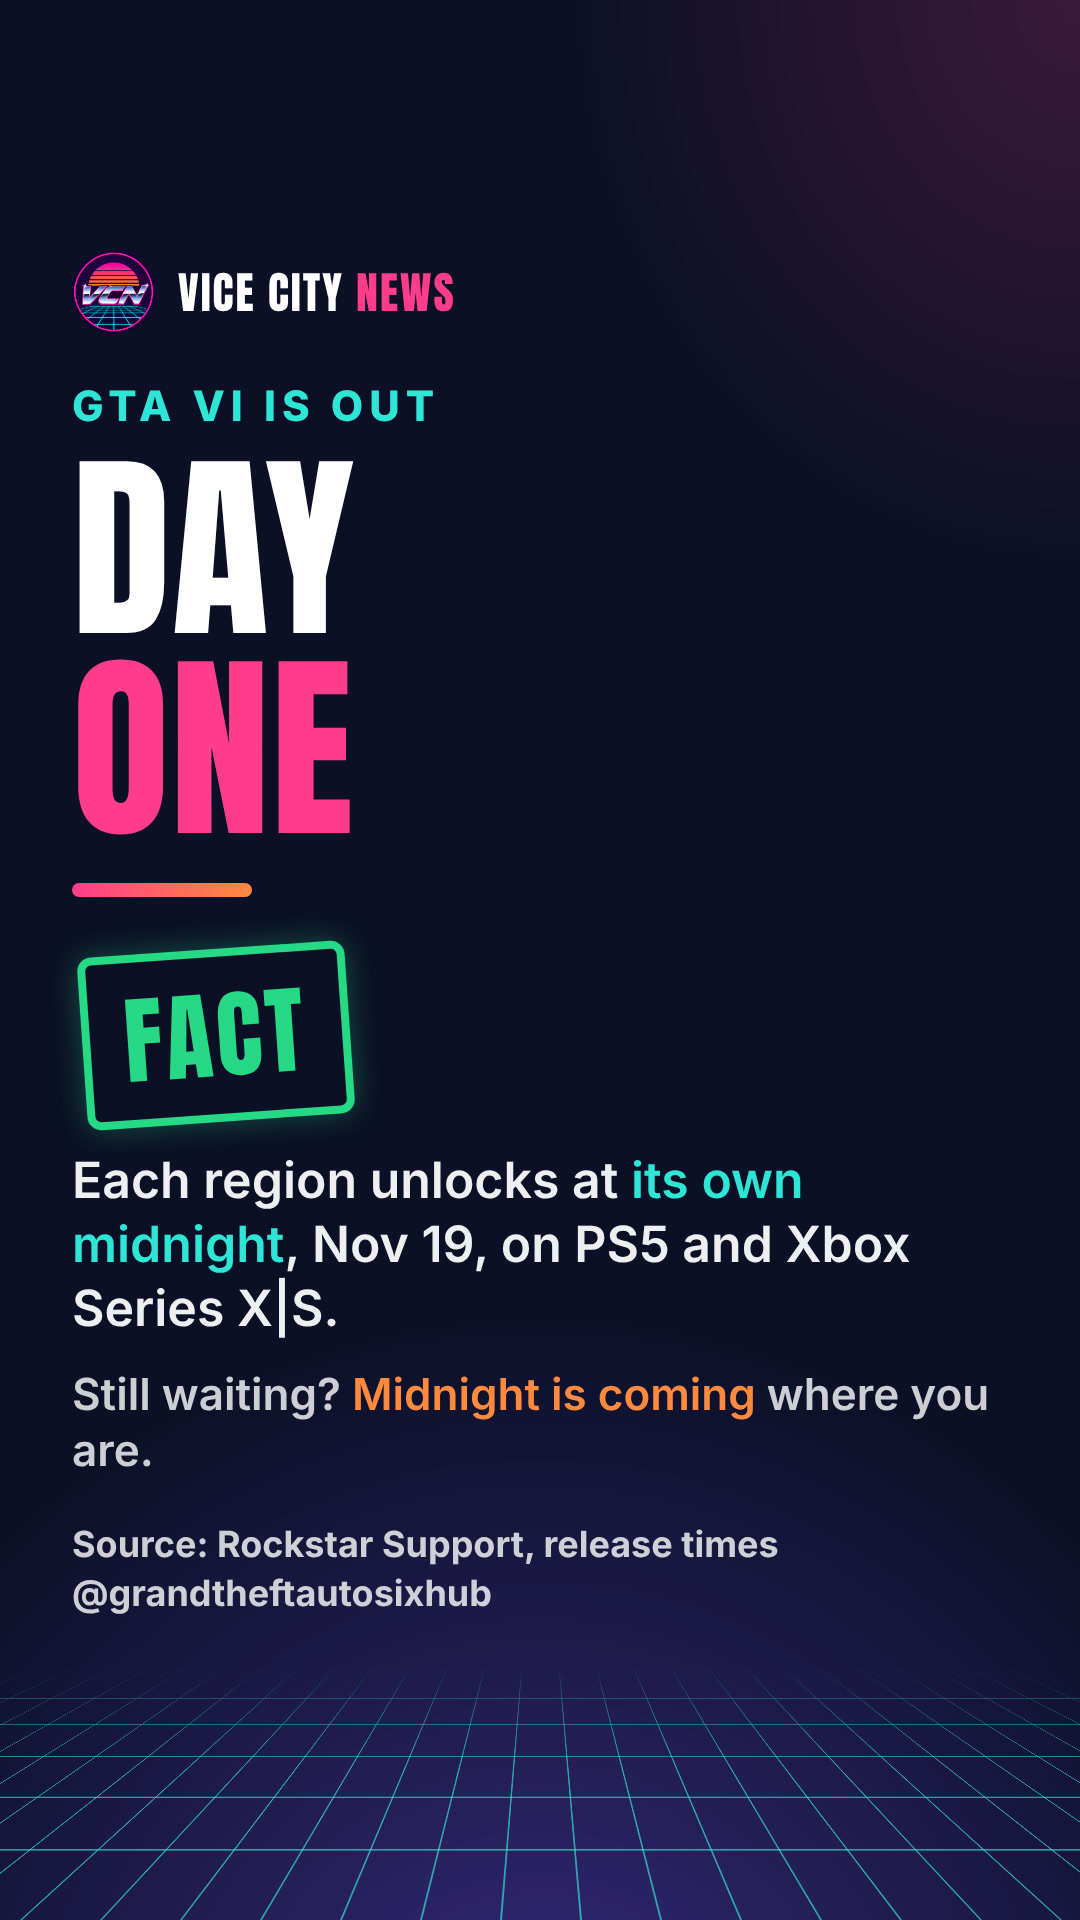 VCN
VICE CITY NEWS
GTA VI IS OUT
DAY
ONE
FACT
Each region unlocks at its own
midnight, Nov 19, on PS5 and Xbox
Series X|S.
Still waiting? Midnight is coming where you
are.
Source: Rockstar Support, release times
@grandtheftautosixhub